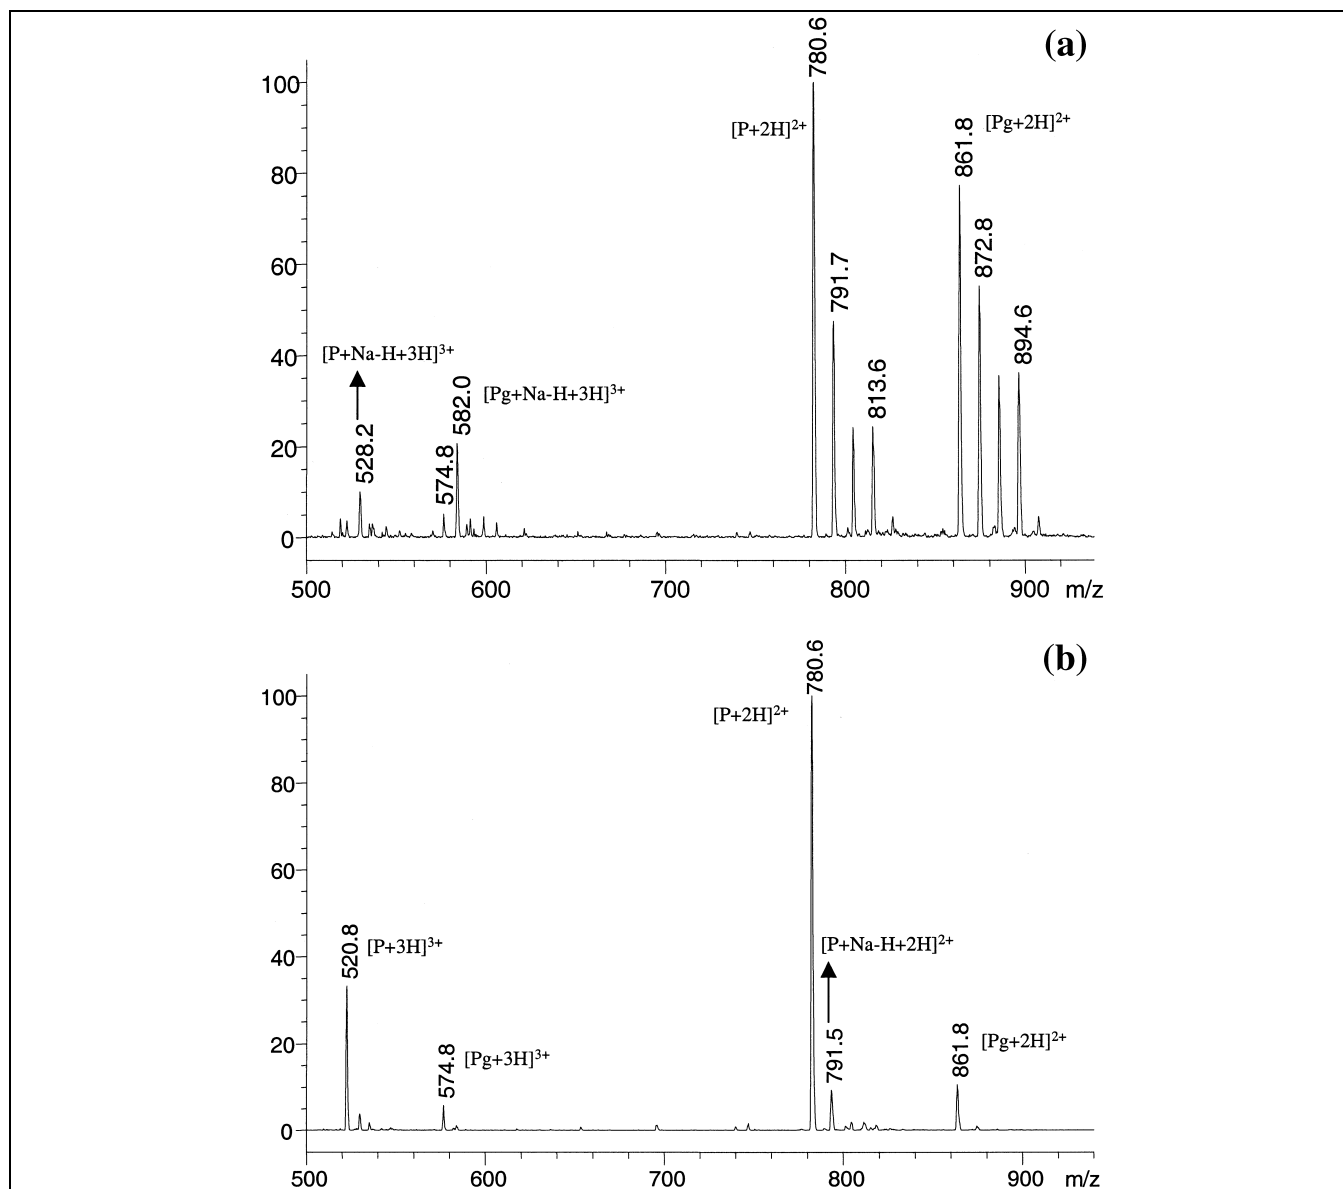 (a)
780.6
100
[P+2H]2+
861.8
[Pg+2H]2+
80
872.8
791.7
60
894.6
[P+Na-H+3H]3+
40
813.6
582.0
[Pg+Na-H+3H]3+
528.2
574.8
20
0
500 600 700 800 900 m/z
(b)
780.6
100
[P+2H]2+
80
60
520.8
[P+3H]3+
[P+Na-H+2H]2+
40
791.5
861.8
[Pg+2H]2+
20
574.8
[Pg+3H]3+
0
500 600 700 800 900 m/z